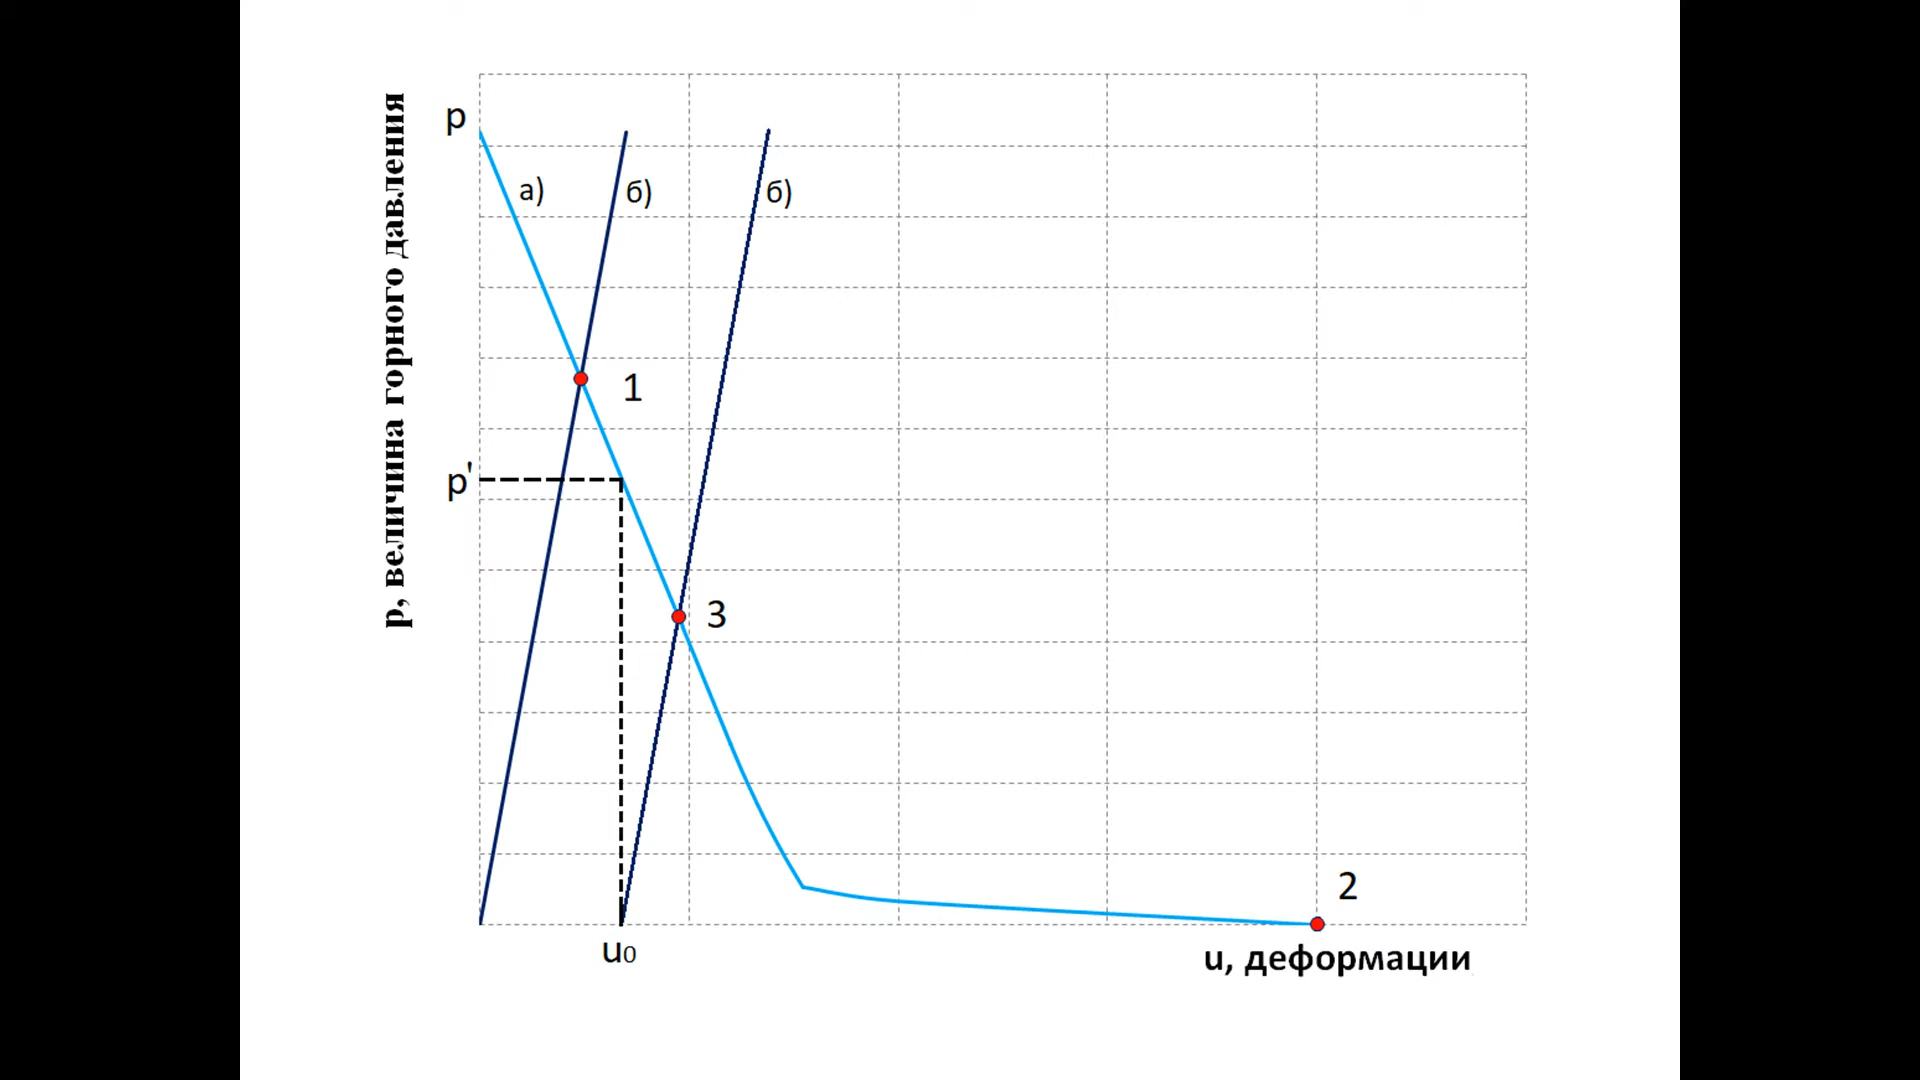 p, величина горного давления
p
а)
б)
б)
1
p'
3
2
u₀
u, деформации